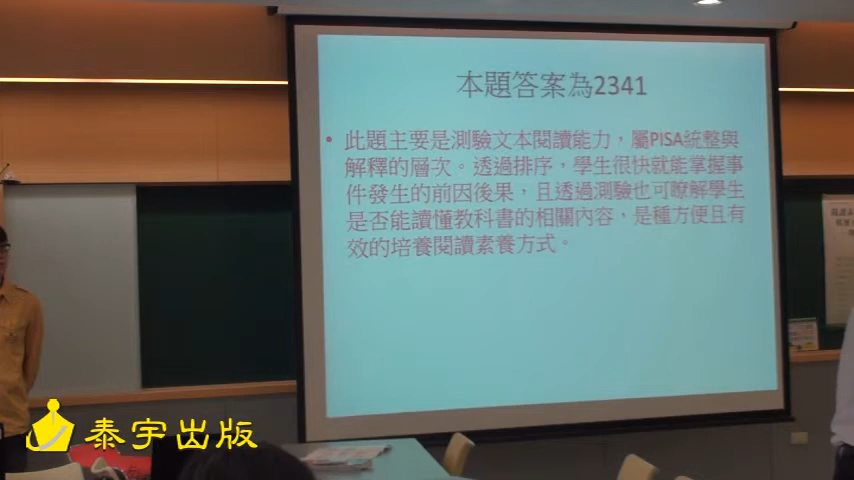 本題答案為2341
• 此題主要是測驗文本閱讀能力，屬PISA統整與
解釋的層次。透過排序，學生很快就能掌握事
件發生的前因後果，且透過測驗也可瞭解學生
是否能讀懂教科書的相關內容，是種方便且有
效的培養閱讀素養方式。
泰宇出版